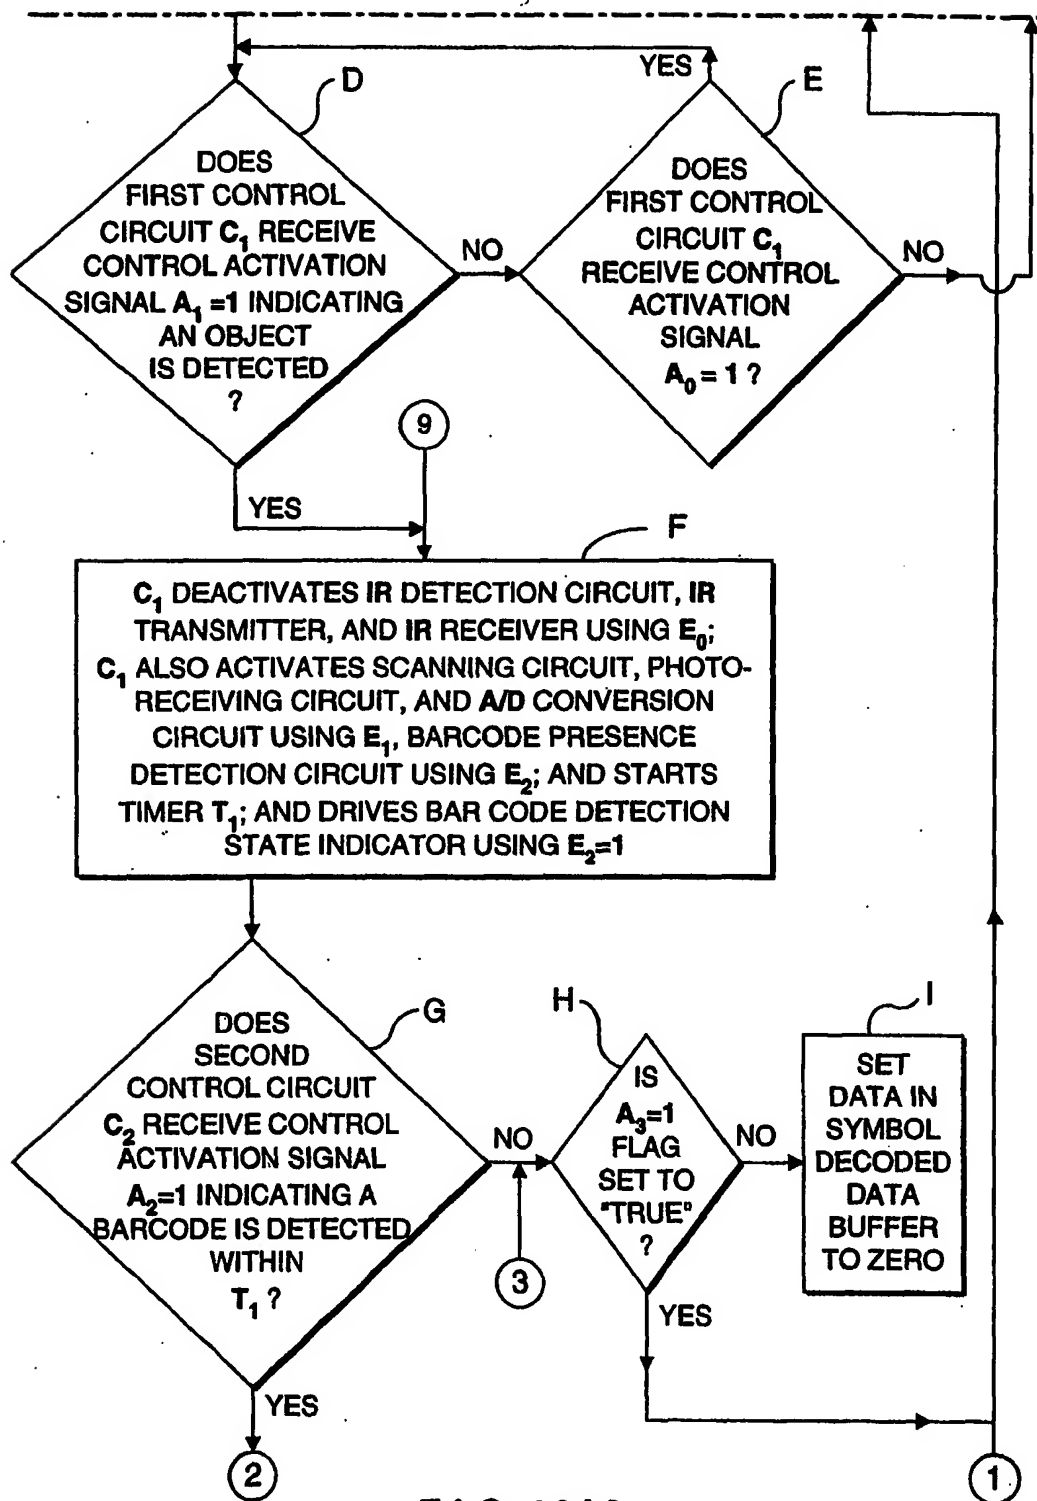 YES
D
E
DOES
FIRST CONTROL
CIRCUIT C₁ RECEIVE
CONTROL ACTIVATION
SIGNAL A₁ =1 INDICATING
AN OBJECT
IS DETECTED
?
NO
DOES
FIRST CONTROL
CIRCUIT C₁
RECEIVE CONTROL
ACTIVATION
SIGNAL
A₀ = 1 ?
NO
9
YES
F
C₁ DEACTIVATES IR DETECTION CIRCUIT, IR
TRANSMITTER, AND IR RECEIVER USING E₀;
C₁ ALSO ACTIVATES SCANNING CIRCUIT, PHOTO-
RECEIVING CIRCUIT, AND A/D CONVERSION
CIRCUIT USING E₁, BARCODE PRESENCE
DETECTION CIRCUIT USING E₂; AND STARTS
TIMER T₁; AND DRIVES BAR CODE DETECTION
STATE INDICATOR USING E₂=1
G
DOES
SECOND
CONTROL CIRCUIT
C₂ RECEIVE CONTROL
ACTIVATION SIGNAL
A₂=1 INDICATING A
BARCODE IS DETECTED
WITHIN
T₁ ?
NO
3
H
IS
A₃=1
FLAG
SET TO
"TRUE"
?
NO
I
SET
DATA IN
SYMBOL
DECODED
DATA
BUFFER
TO ZERO
YES
YES
2
1